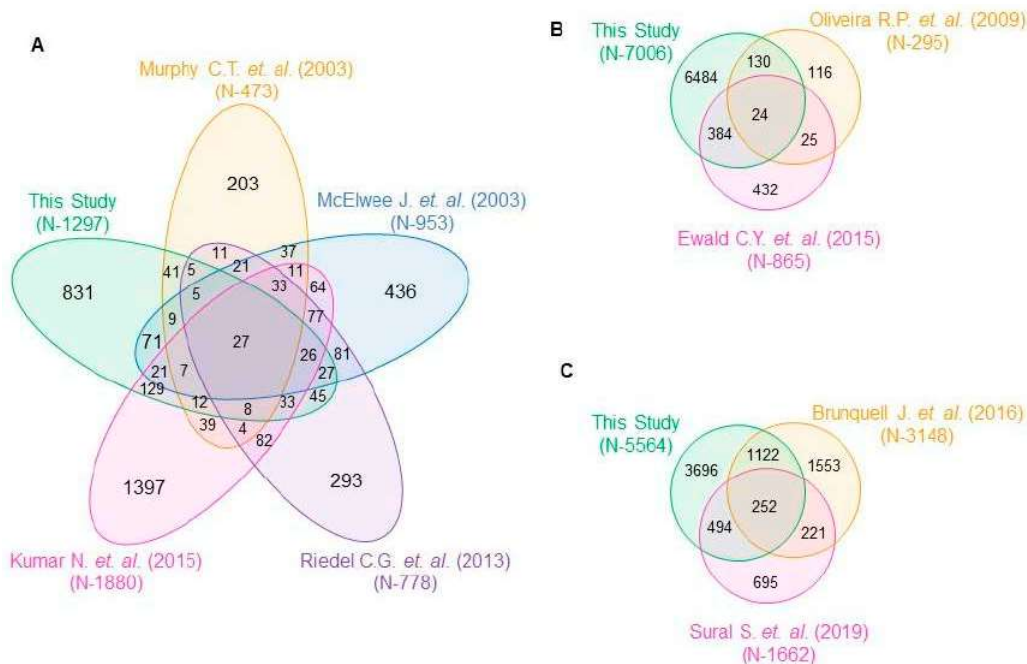 A
Murphy C.T. et. al. (2003)
(N-473)
This Study
(N-1297)
McElwee J. et. al. (2003)
(N-953)
203
11
37
41
5
21
11
33
64
5
831
436
9
77
71
27
26
81
21
7
27
129
12
8
33
45
39
4
82
1397
293
Kumar N. et. al. (2015)
(N-1880)
Riedel C.G. et. al. (2013)
(N-778)
B
This Study
(N-7006)
Oliveira R.P. et. al. (2009)
(N-295)
6484
130
116
24
384
25
432
Ewald C.Y. et. al. (2015)
(N-865)
C
This Study
(N-5564)
Brunquell J. et. al. (2016)
(N-3148)
3696
1122
1553
252
494
221
695
Sural S. et. al. (2019)
(N-1662)